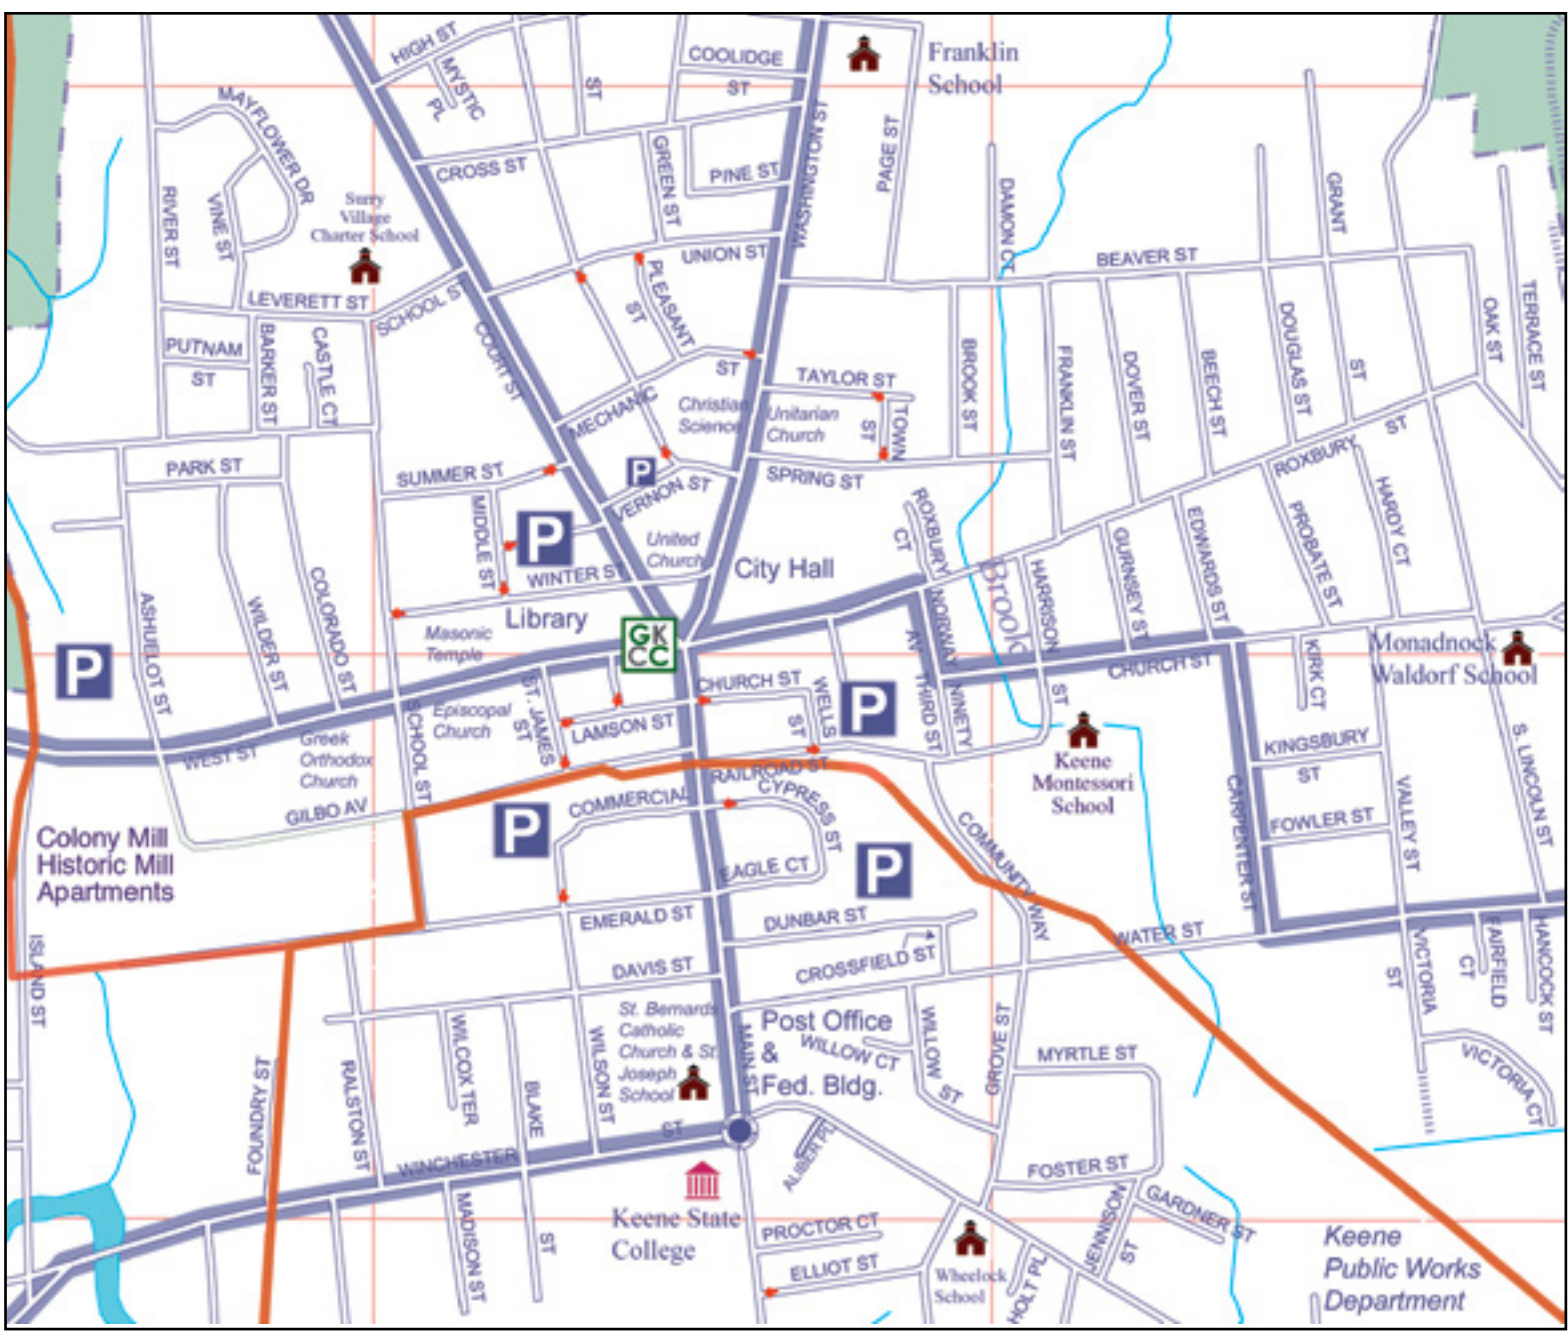 HIGH ST
MYSTIC
PL
ST
COOLIDGE
ST
Franklin
School
MAYFLOWER DR
VINE ST
RIVER ST
Surry
Village
Charter School
CROSS ST
GREEN ST
PINE ST
WASHINGTON ST
PAGE ST
DAMON CT
GRANT
ST
BEAVER ST
UNION ST
PLEASANT
ST
LEVERETT ST
SCHOOL S
COURT ST
PUTNAM
ST
BARKER ST
CASTLE CT
MECHANIC
ST
Christian
Science
TAYLOR ST
Unitarian
Church
TOWN
ST
BROOK ST
FRANKLIN ST
DOVER ST
BEECH ST
DOUGLAS ST
OAK ST
TERRACE ST
PARK ST
SUMMER ST
MIDDLE ST
P
VERNON ST
SPRING ST
ROXBURY
ST
ROXBURY
CT
GURNSEY ST
EDWARDS ST
PROBATE ST
HARDY CT
P
United
Church
City Hall
WINTER ST
Library
Masonic
Temple
GK
CC
ASHUELOT ST
WILDER ST
COLORADO ST
P
NORWAY
AV
Brook
HARRISON
ST
CHURCH ST
KIRK CT
Monadnock
Waldorf School
CHURCH ST
WELLS
ST
P
THIRD ST
NINETY
ST. JAMES
ST
LAMSON ST
Episcopal
Church
SCHOOL ST
Greek
Orthodox
Church
WEST ST
GILBO AV
RAILROAD ST
Keene
Montessori
School
KINGSBURY
ST
S. LINCOLN ST
CARPENTER ST
VALLEY ST
FOWLER ST
Colony Mill
Historic Mill
Apartments
P
COMMERCIAL
CYPRESS ST
EAGLE CT
P
COMMUNITY WAY
EMERALD ST
DUNBAR ST
CROSSFIELD ST
WATER ST
DAVIS ST
VICTORIA
ST
FAIRFIELD
CT
HANCOCK ST
ISLAND ST
St. Bernards
Catholic
Church & St.
Joseph
School
MAIN ST
Post Office
&
Fed. Bldg.
WILLOW CT
WILLOW
ST
GROVE ST
MYRTLE ST
VICTORIA CT
FOUNDRY ST
RALSTON ST
WILCOX TER
BLAKE
ST
WILSON ST
WINCHESTER
ST
ALIBER PL
FOSTER ST
GARDNER ST
JENNISON
ST
MADISON ST
Keene State
College
PROCTOR CT
ELLIOT ST
Wheelock
School
HOLT PL
Keene
Public Works
Department